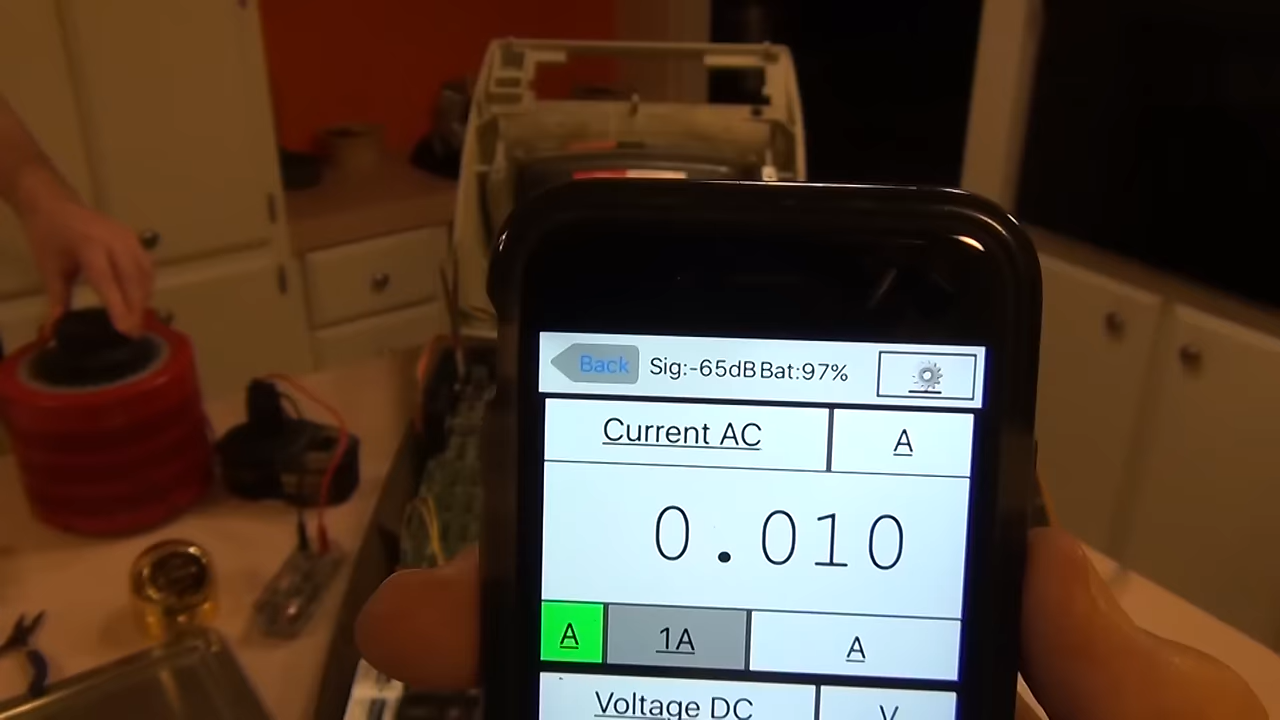 Back Sig:-65dB Bat:97%
Current AC A
0.010
A 1A A
Voltage DC V